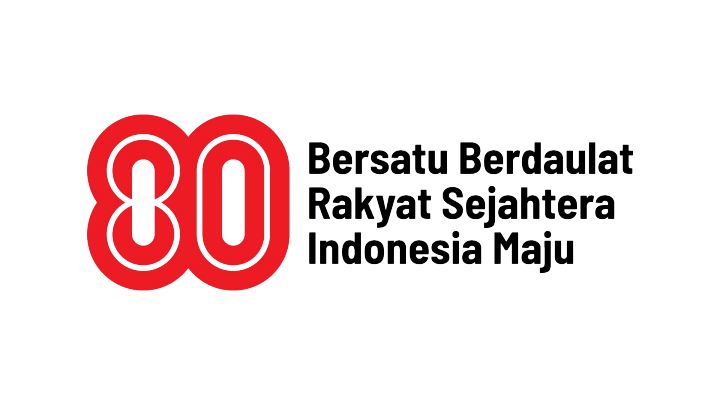 80
Bersatu Berdaulat
Rakyat Sejahtera
Indonesia Maju